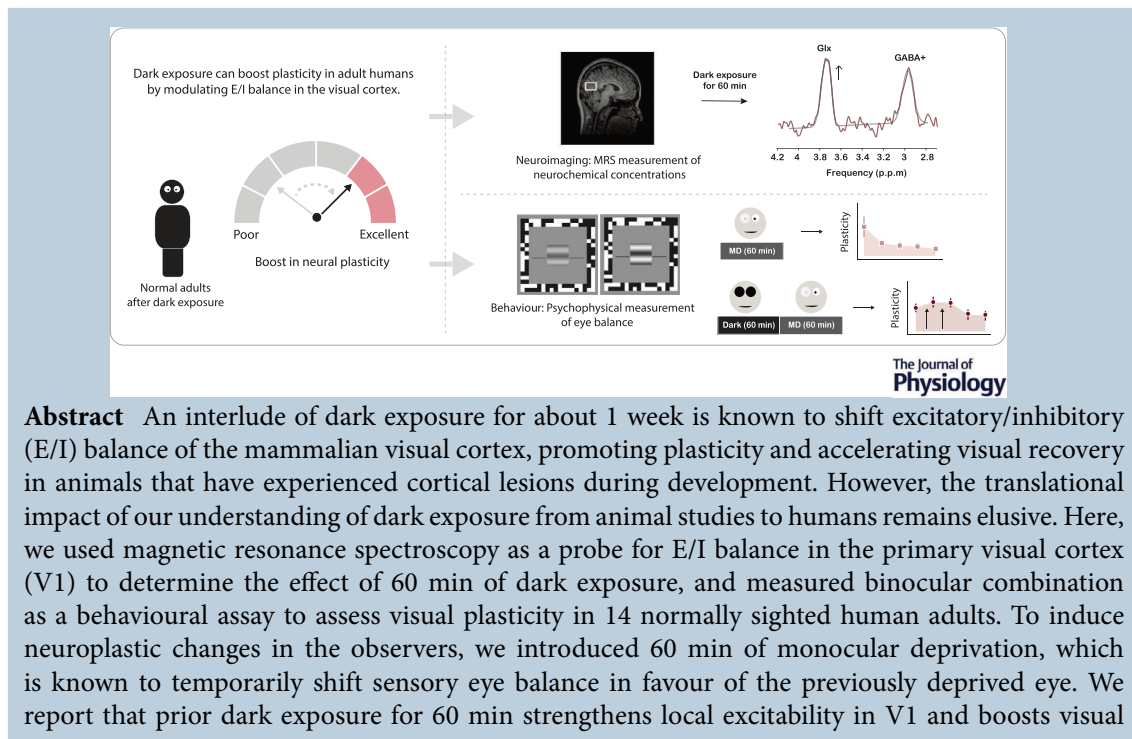 Dark exposure can boost plasticity in adult humans
by modulating E/I balance in the visual cortex.
Poor
Excellent
Boost in neural plasticity
Normal adults
after dark exposure
Neuroimaging: MRS measurement of
neurochemical concentrations
Dark exposure
for 60 min
Glx
GABA+
4.2 4 3.8 3.6 3.4 3.2 3 2.8
Frequency (p.p.m)
Behaviour: Psychophysical measurement
of eye balance
MD (60 min)
Plasticity
Dark (60 min)
MD (60 min)
Plasticity
The Journal of
Physiology
Abstract An interlude of dark exposure for about 1 week is known to shift excitatory/inhibitory
(E/I) balance of the mammalian visual cortex, promoting plasticity and accelerating visual recovery
in animals that have experienced cortical lesions during development. However, the translational
impact of our understanding of dark exposure from animal studies to humans remains elusive. Here,
we used magnetic resonance spectroscopy as a probe for E/I balance in the primary visual cortex
(V1) to determine the effect of 60 min of dark exposure, and measured binocular combination
as a behavioural assay to assess visual plasticity in 14 normally sighted human adults. To induce
neuroplastic changes in the observers, we introduced 60 min of monocular deprivation, which
is known to temporarily shift sensory eye balance in favour of the previously deprived eye. We
report that prior dark exposure for 60 min strengthens local excitability in V1 and boosts visual